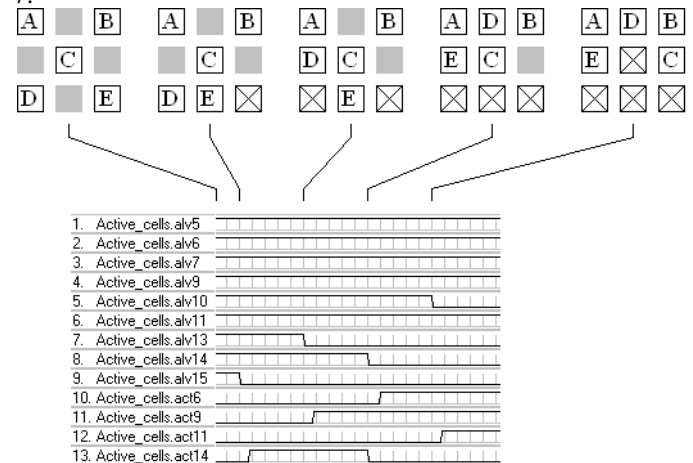 7.
A B A B A B A D B A D B
C C D C E C E C
D E D E E
1. Active_cells.alv5
2. Active_cells.alv6
3. Active_cells.alv7
4. Active_cells.alv9
5. Active_cells.alv10
6. Active_cells.alv11
7. Active_cells.alv13
8. Active_cells.alv14
9. Active_cells.alv15
10. Active_cells.act6
11. Active_cells.act9
12. Active_cells.act11
13. Active_cells.act14